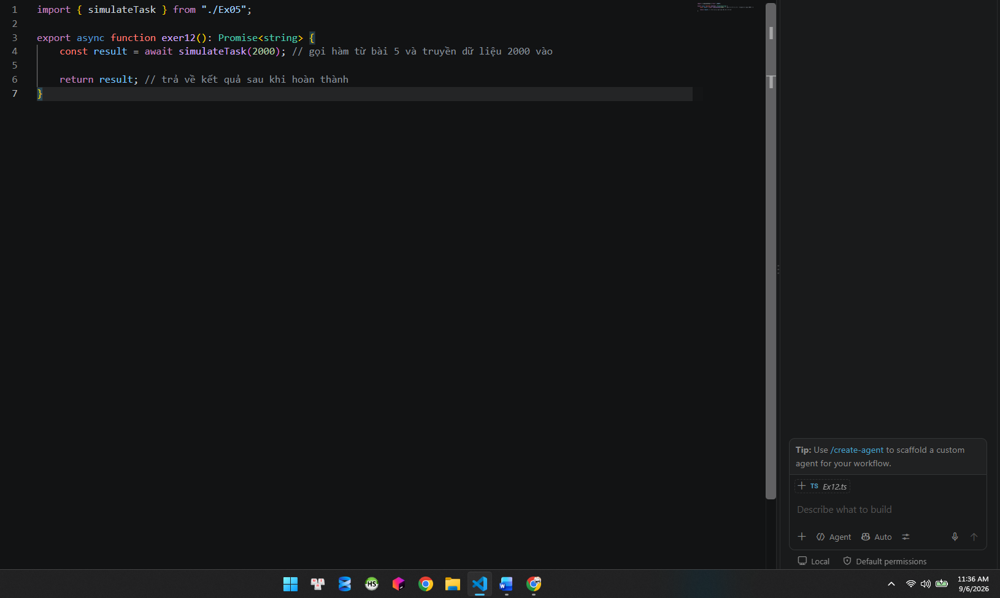 1 import { simulateTask } from "./Ex05";
2
3 export async function exer12(): Promise<string> {
4 const result = await simulateTask(2000); // gọi hàm từ bài 5 và truyền dữ liệu 2000 vào
5
6 return result; // trả về kết quả sau khi hoàn thành
7 }
Tip: Use /create-agent to scaffold a custom
agent for your workflow.
TS Ex12.ts
Describe what to build
Agent Auto
Local Default permissions
HS
W
11:36 AM
9/6/2026